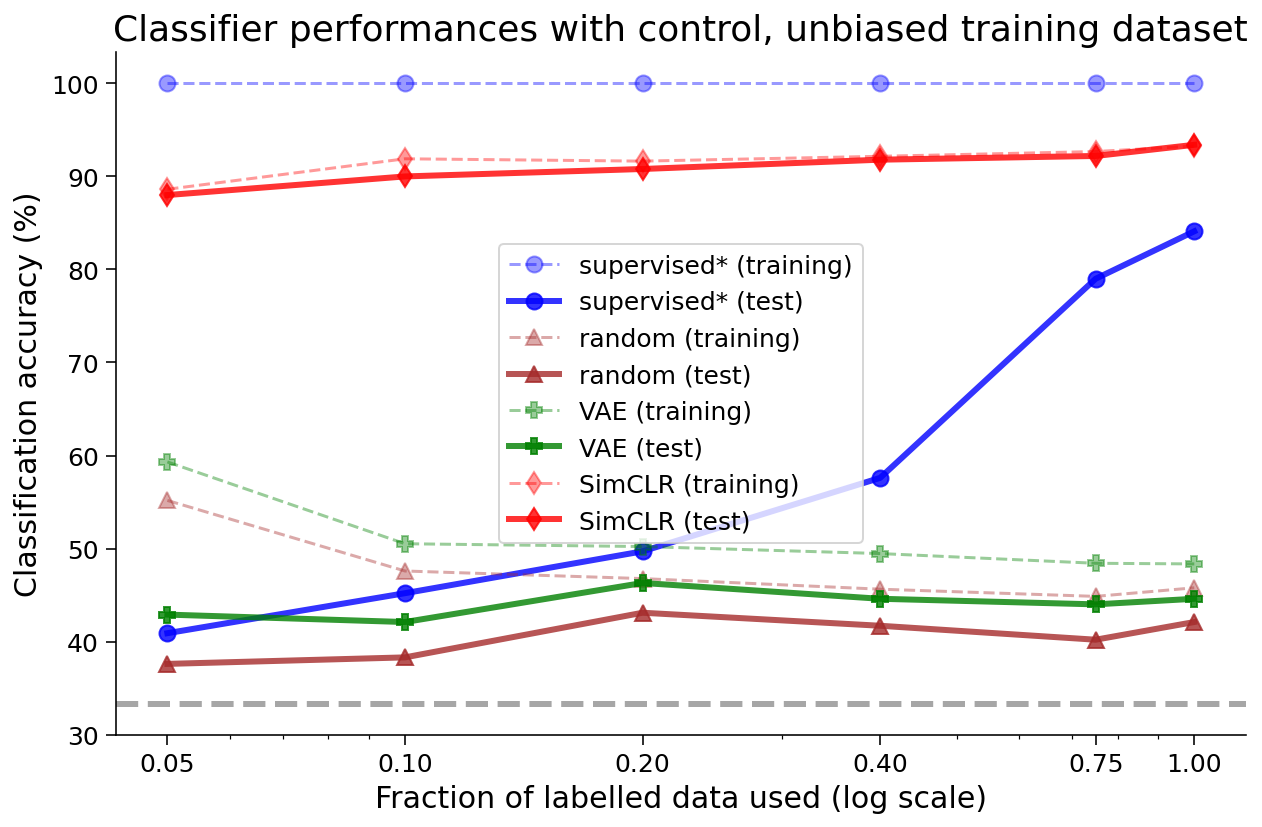 Classifier performances with control, unbiased training dataset
Classification accuracy (%)
100
90
80
70
60
50
40
30
supervised* (training)
supervised* (test)
random (training)
random (test)
VAE (training)
VAE (test)
SimCLR (training)
SimCLR (test)
0.05 0.10 0.20 0.40 0.75 1.00
Fraction of labelled data used (log scale)